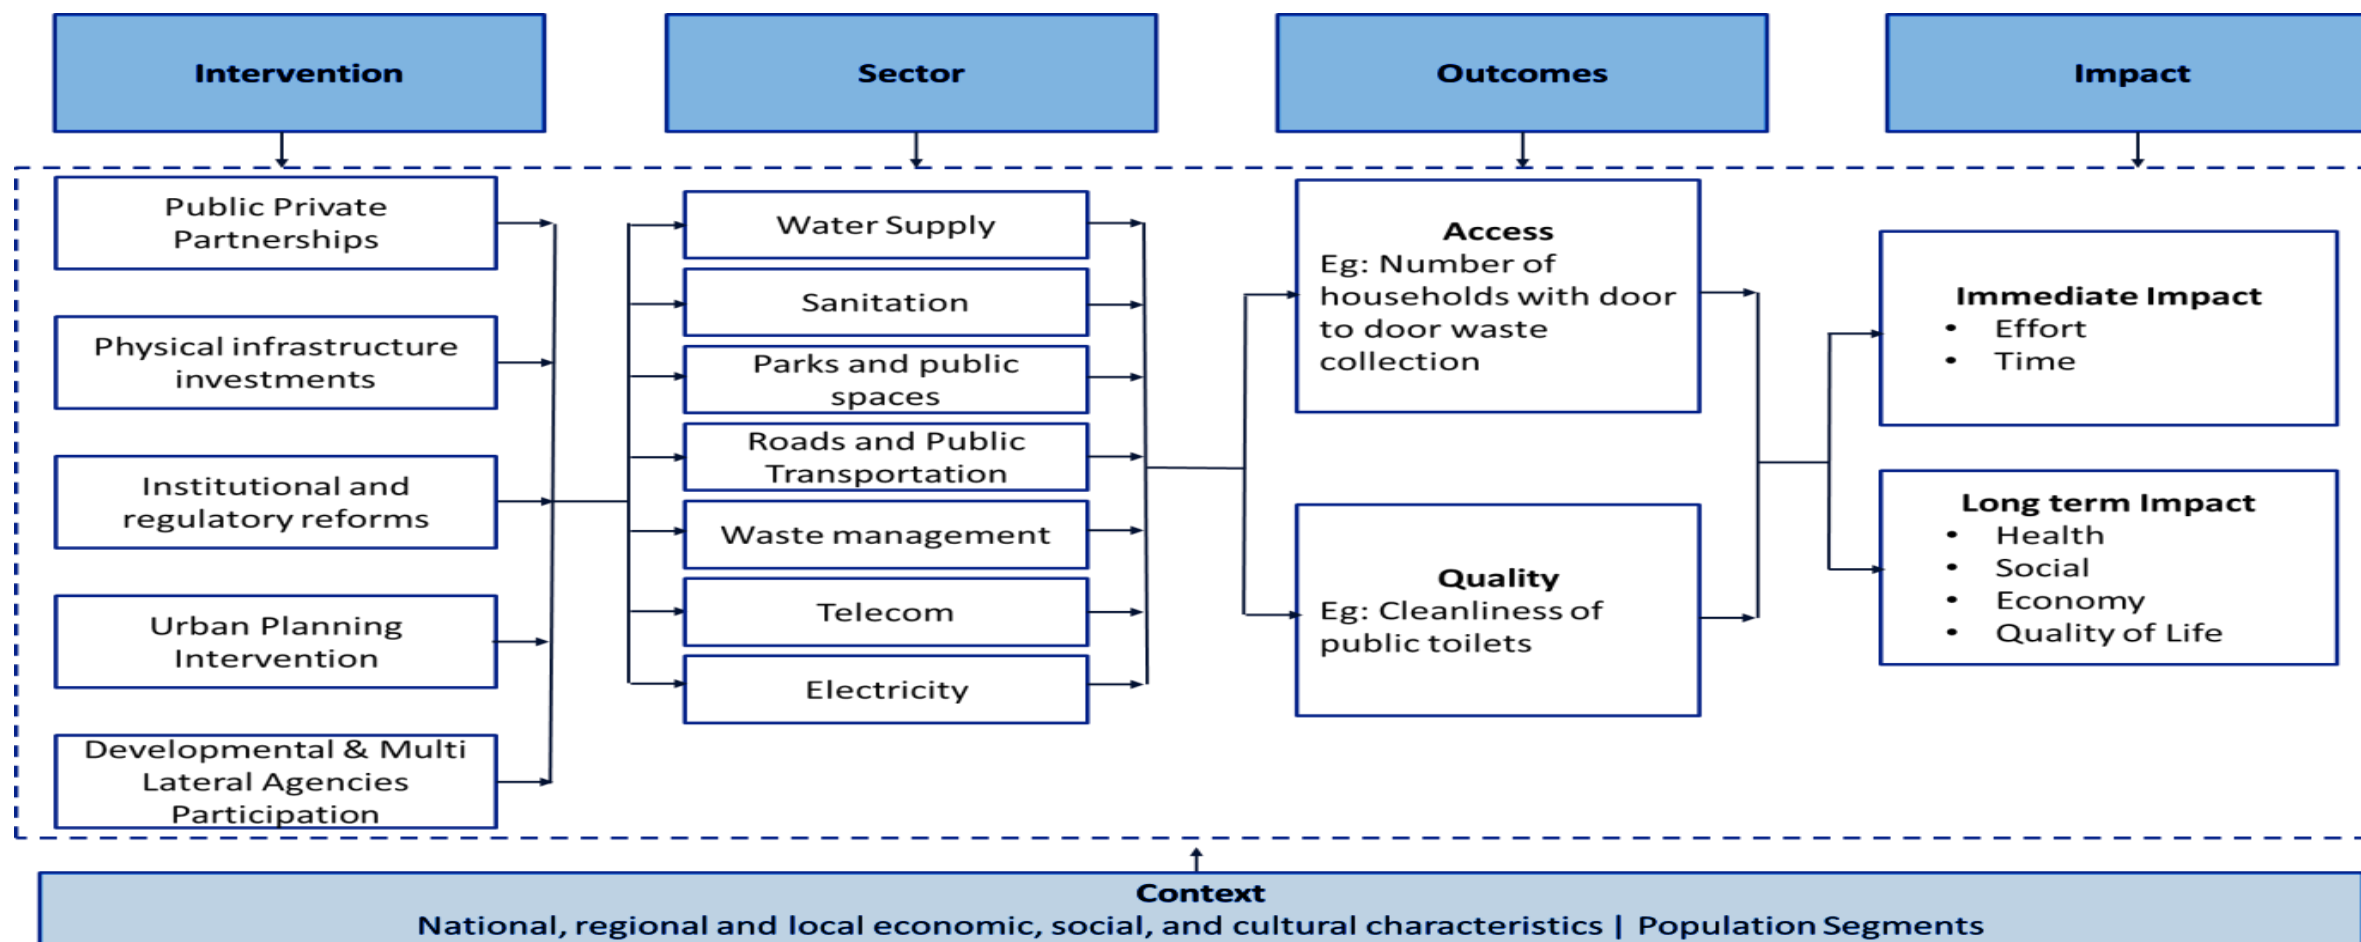 Intervention
Sector
Outcomes
Impact
Public Private
Partnerships
Physical infrastructure
investments
Institutional and
regulatory reforms
Urban Planning
Intervention
Developmental & Multi
Lateral Agencies
Participation
Water Supply
Sanitation
Parks and public
spaces
Roads and Public
Transportation
Waste management
Telecom
Electricity
Access
Eg: Number of
households with door
to door waste
collection
Quality
Eg: Cleanliness of
public toilets
Immediate Impact
• Effort
• Time
Long term Impact
• Health
• Social
• Economy
• Quality of Life
Context
National, regional and local economic, social, and cultural characteristics | Population Segments